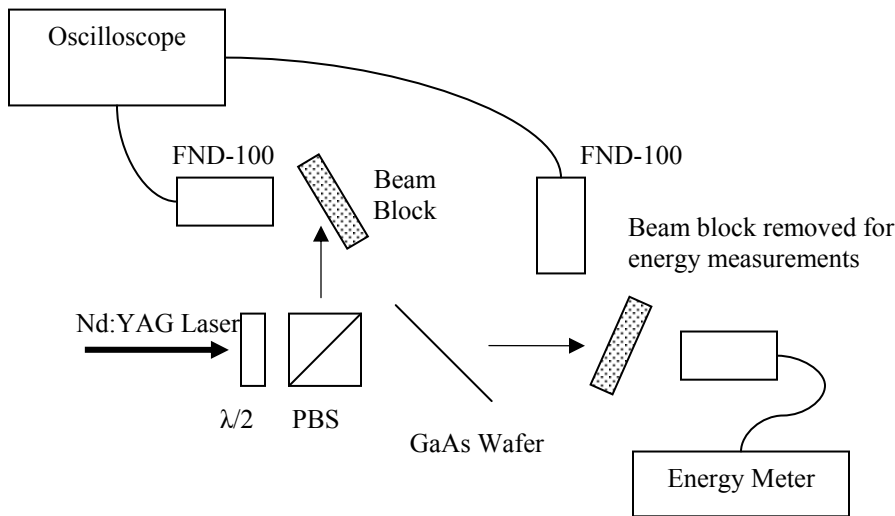 Oscilloscope
FND-100
FND-100
Beam
Block
Beam block removed for
energy measurements
Nd:YAG Laser
λ/2
PBS
GaAs Wafer
Energy Meter